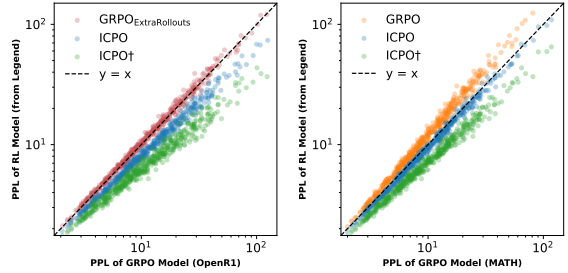 PPL of RL Model (from Legend)
10²
10¹
GRPO_ExtraRollouts
ICPO
ICPO†
y = x
10¹
10²
PPL of GRPO Model (OpenR1)
PPL of RL Model (from Legend)
10²
10¹
GRPO
ICPO
ICPO†
y = x
10¹
10²
PPL of GRPO Model (MATH)